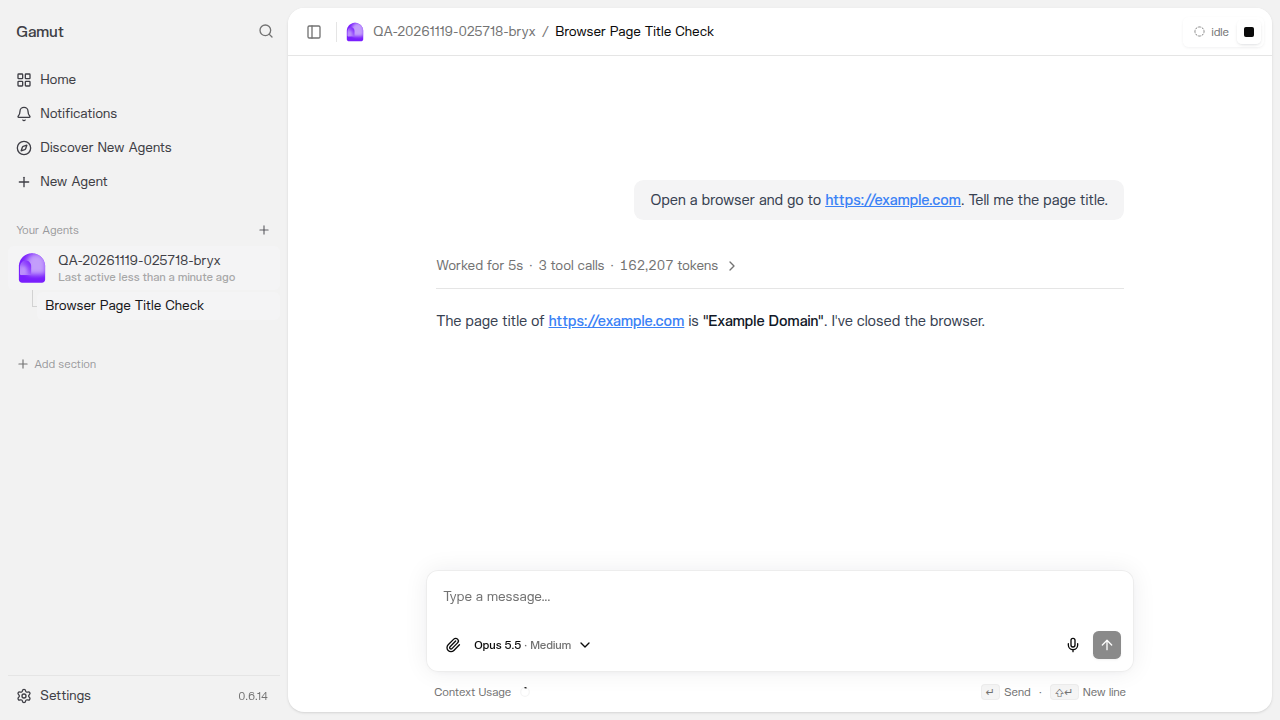 Gamut
Home
Notifications
Discover New Agents
New Agent
Your Agents
QA-20261119-025718-bryx
Last active less than a minute ago
Browser Page Title Check
Add section
Settings
0.6.14
QA-20261119-025718-bryx / Browser Page Title Check
idle
Open a browser and go to https://example.com. Tell me the page title.
Worked for 5s · 3 tool calls · 162,207 tokens
The page title of https://example.com is "Example Domain". I've closed the browser.
Type a message...
Opus 5.5 · Medium
Context Usage
Send · New line